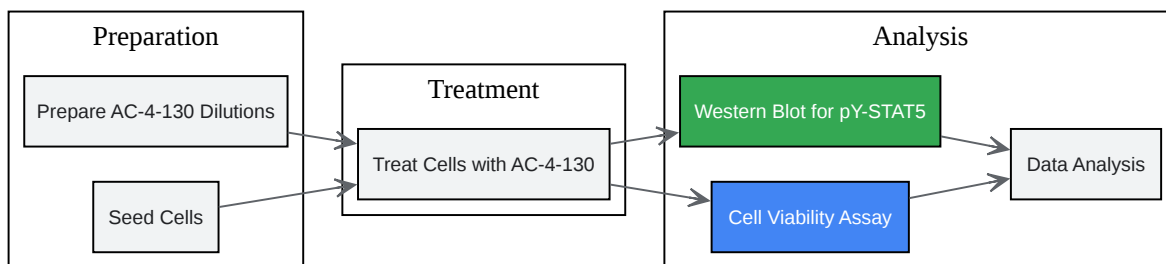 Preparation
Prepare AC-4-130 Dilutions
Seed Cells
Treatment
Treat Cells with AC-4-130
Analysis
Western Blot for pY-STAT5
Cell Viability Assay
Data Analysis